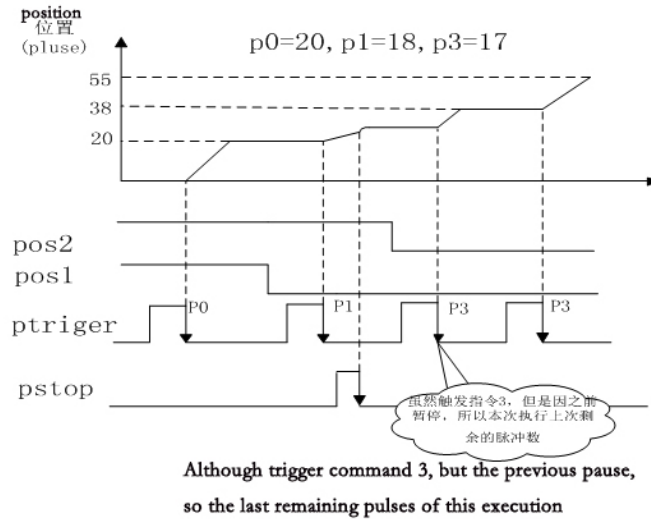 position
位置
(pluse)
p0=20, p1=18, p3=17
55
38
20
pos2
pos1
ptriger
P0
P1
P3
P3
pstop
虽然触发指令3，但是因之前
暂停，所以本次执行上次剩
余的脉冲数
Although trigger command 3, but the previous pause,
so the last remaining pulses of this execution